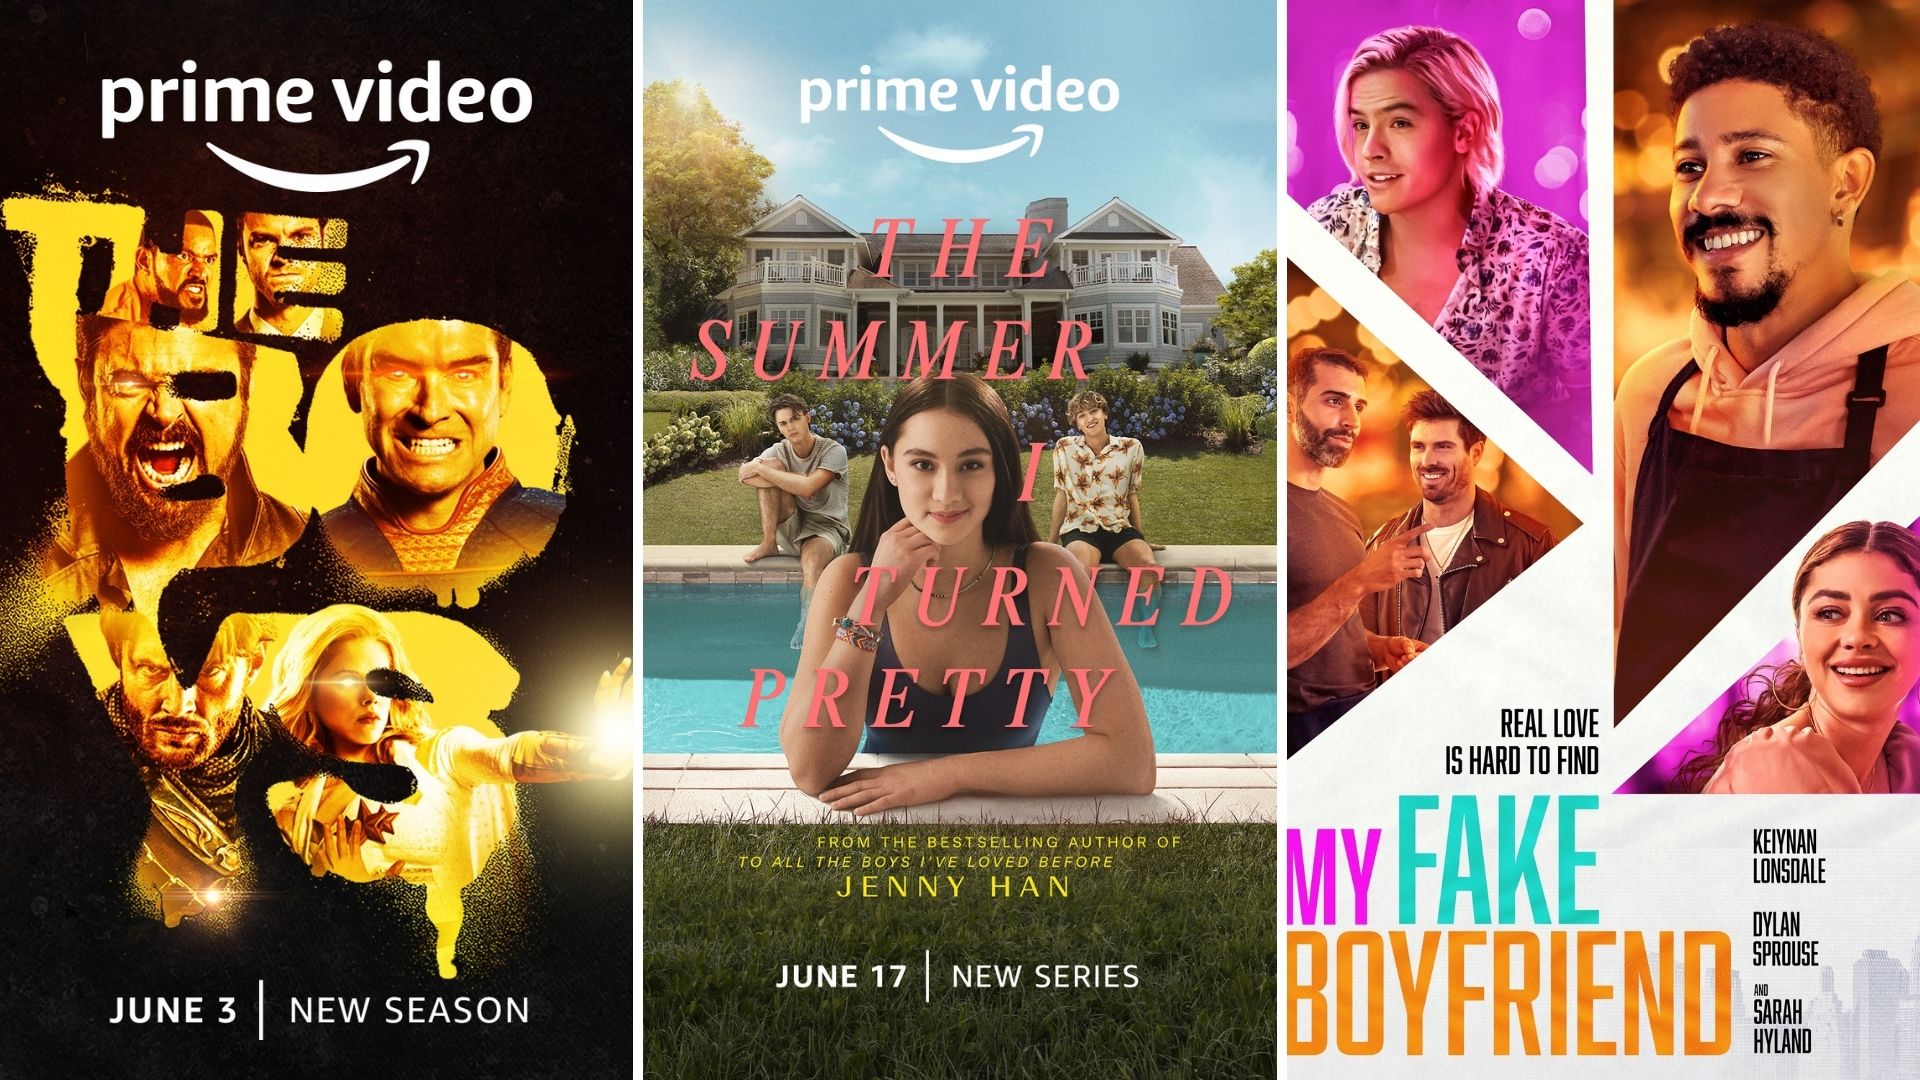 prime video
THE
BOYS
JUNE 3 | NEW SEASON
prime video
THE
SUMMER
I
TURNED
PRETTY
FROM THE BESTSELLING AUTHOR OF
TO ALL THE BOYS I'VE LOVED BEFORE
JENNY HAN
JUNE 17 | NEW SERIES
REAL LOVE
IS HARD TO FIND
MY FAKE
BOYFRIEND
KEIYNAN
LONSDALE
DYLAN
SPROUSE
AND
SARAH
HYLAND